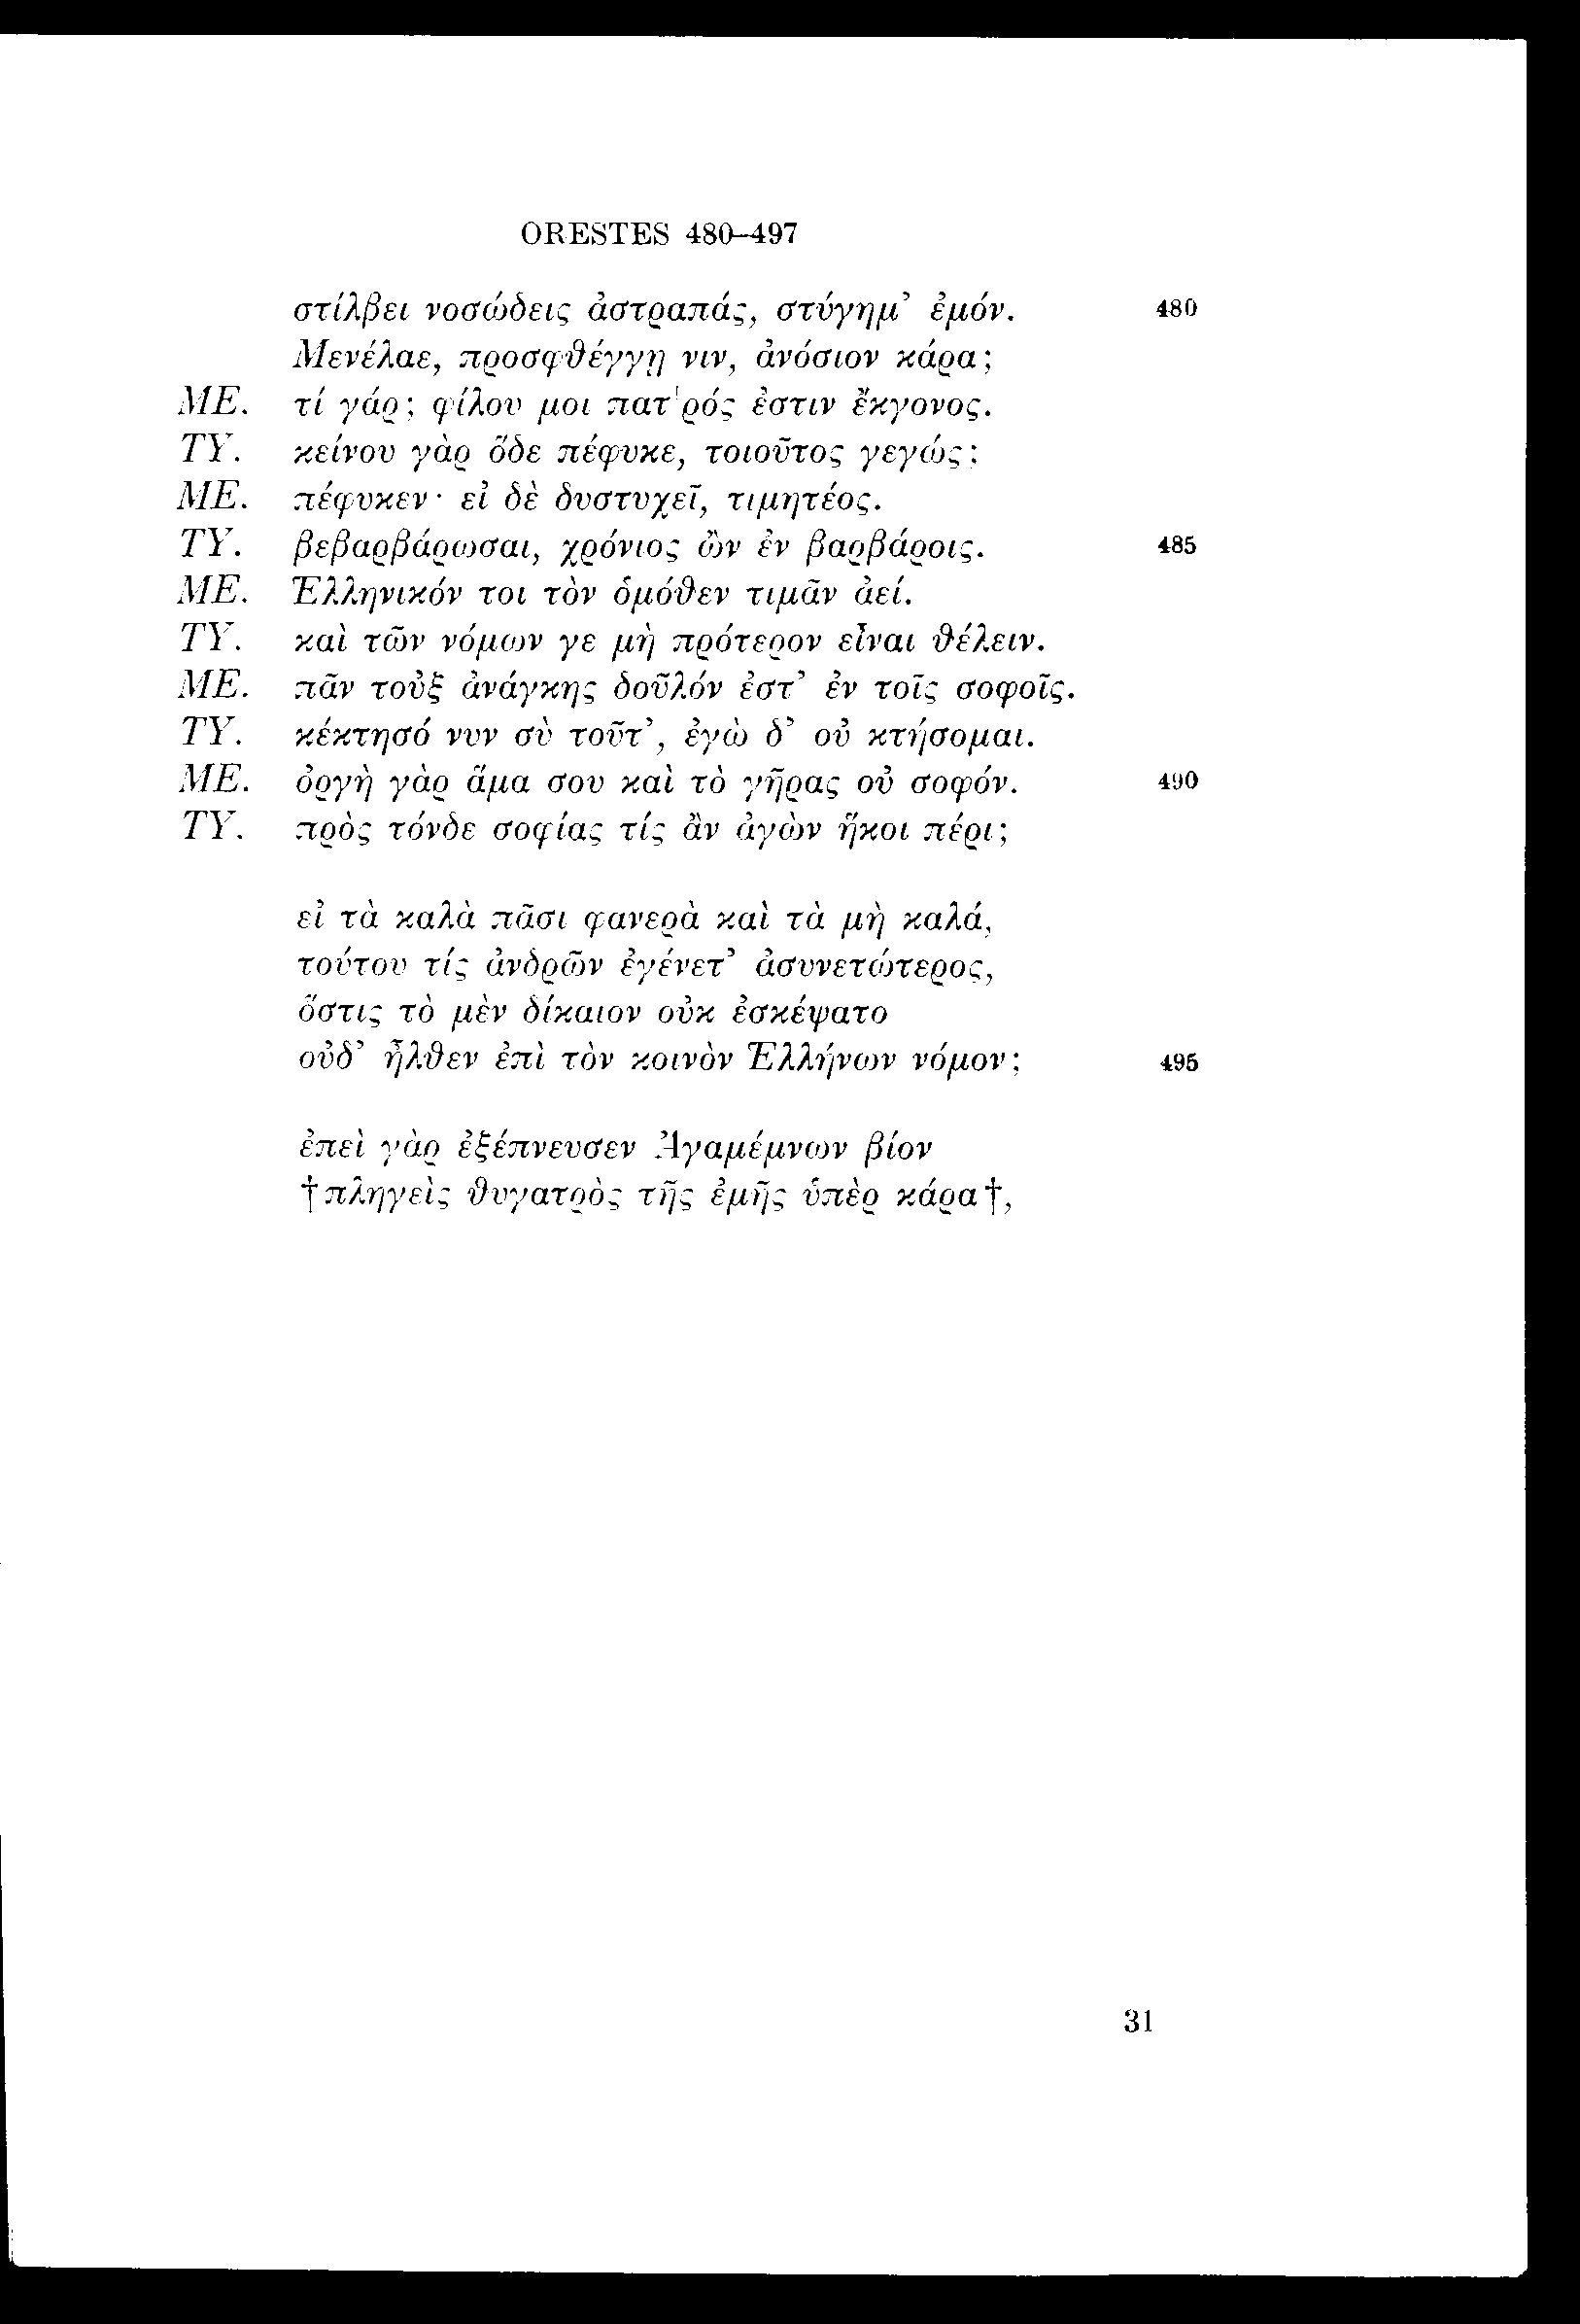 ORESTES 480–497
στίλβει νοσώδεις ἀστραπάς, στύγημ’ ἐμόν. 480
Μενέλαε, προσφθέγγῃ νιν, ἀνόσιον κάρα;
ΜΕ. τί γάρ; φίλου μοι πατρός ἐστιν ἔκγονος.
ΤΥ. κείνου γὰρ ὅδε πέφυκε, τοιοῦτος γεγώς;
ΜΕ. πέφυκεν· εἰ δὲ δυστυχεῖ, τιμητέος.
ΤΥ. βεβαρβάρωσαι, χρόνιος ὢν ἐν βαρβάροις. 485
ΜΕ. Ἑλληνικόν τοι τὸν ὁμόθεν τιμᾶν ἀεί.
ΤΥ. καὶ τῶν νόμων γε μὴ πρότερον εἶναι θέλειν.
ΜΕ. πᾶν τοὐξ ἀνάγκης δοῦλόν ἐστ’ ἐν τοῖς σοφοῖς.
ΤΥ. κέκτησό νυν σὺ τοῦτ’, ἐγὼ δ’ οὐ κτήσομαι.
ΜΕ. ὀργὴ γὰρ ἅμα σου καὶ τὸ γῆρας οὐ σοφόν. 490
ΤΥ. πρὸς τόνδε σοφίας τίς ἂν ἀγὼν ἥκοι πέρι;
εἰ τὰ καλὰ πᾶσι φανερὰ καὶ τὰ μὴ καλά,
τούτου τίς ἀνδρῶν ἐγένετ’ ἀσυνετώτερος,
ὅστις τὸ μὲν δίκαιον οὐκ ἐσκέψατο
οὐδ’ ἦλθεν ἐπὶ τὸν κοινὸν Ἑλλήνων νόμον; 495
ἐπεὶ γὰρ ἐξέπνευσεν Ἀγαμέμνων βίον
†πληγεὶς θυγατρὸς τῆς ἐμῆς ὑπὲρ κάρα†,
31